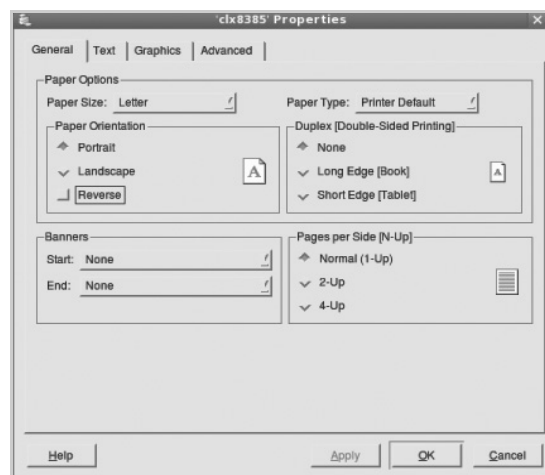 'clx8385' Properties
General Text Graphics Advanced
Paper Options
Paper Size: Letter Paper Type: Printer Default
Paper Orientation
Portrait
Landscape
Reverse
A
Duplex [Double-Sided Printing]
None
Long Edge [Book]
Short Edge [Tablet]
A
Banners
Start: None
End: None
Pages per Side [N-Up]
Normal (1-Up)
2-Up
4-Up
Help Apply OK Cancel